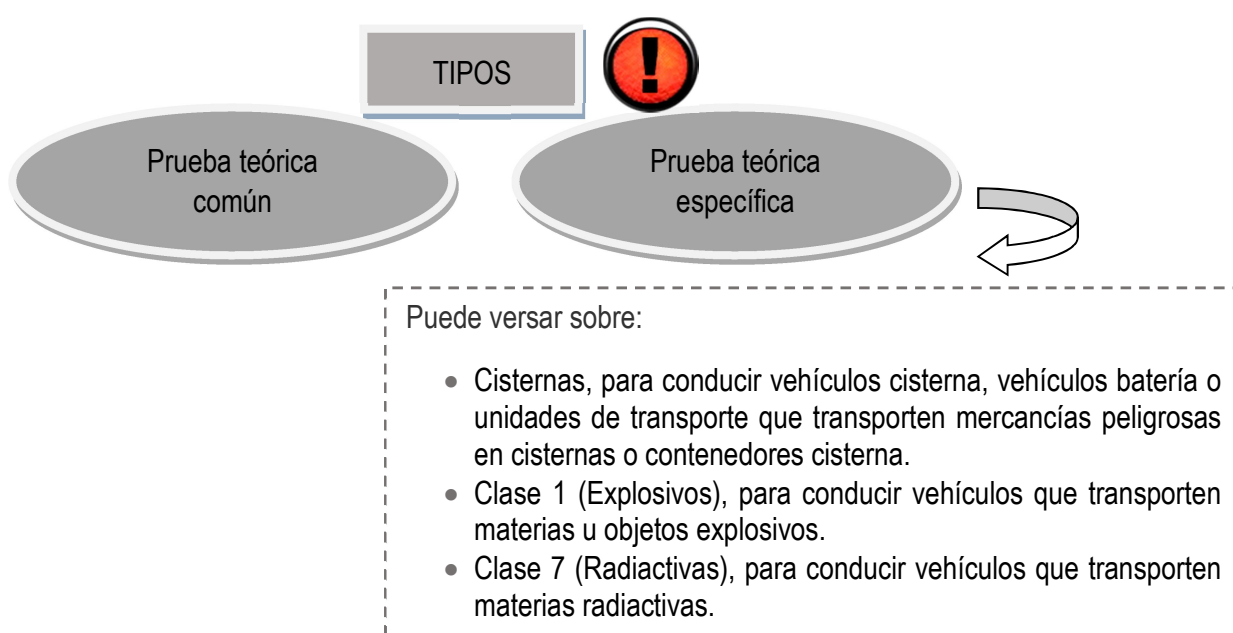 TIPOS
Prueba teórica
común
Prueba teórica
específica
Puede versar sobre:
• Cisternas, para conducir vehículos cisterna, vehículos batería o
unidades de transporte que transporten mercancías peligrosas
en cisternas o contenedores cisterna.
• Clase 1 (Explosivos), para conducir vehículos que transporten
materias u objetos explosivos.
• Clase 7 (Radiactivas), para conducir vehículos que transporten
materias radiactivas.